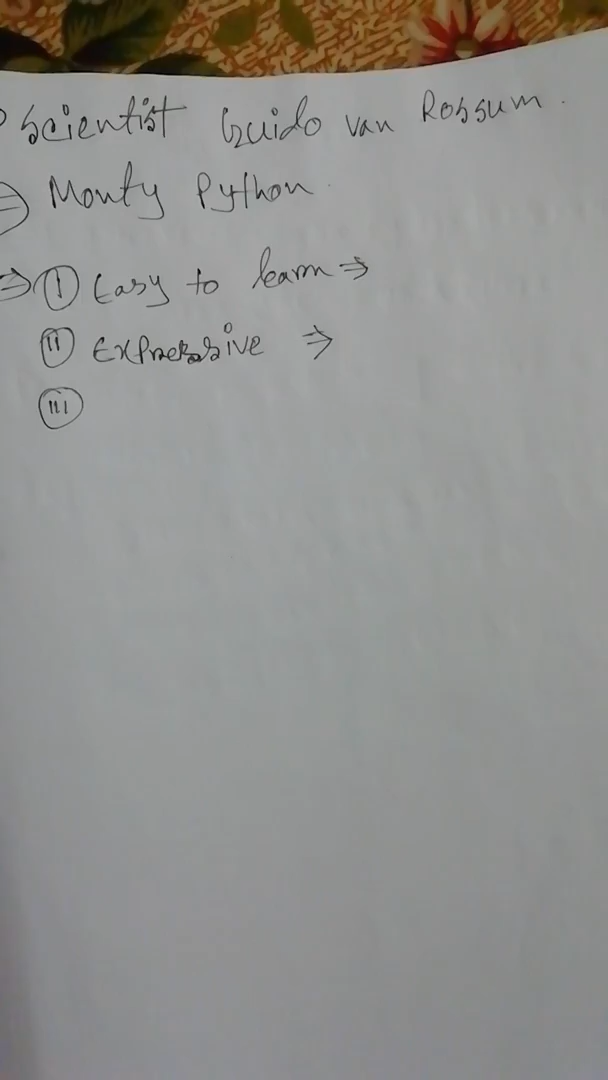 Scientist Guido van Rossum.
⇒ Monty Python.
⇒ (I) Easy to learn ⇒
(II) Expressive ⇒
(III)